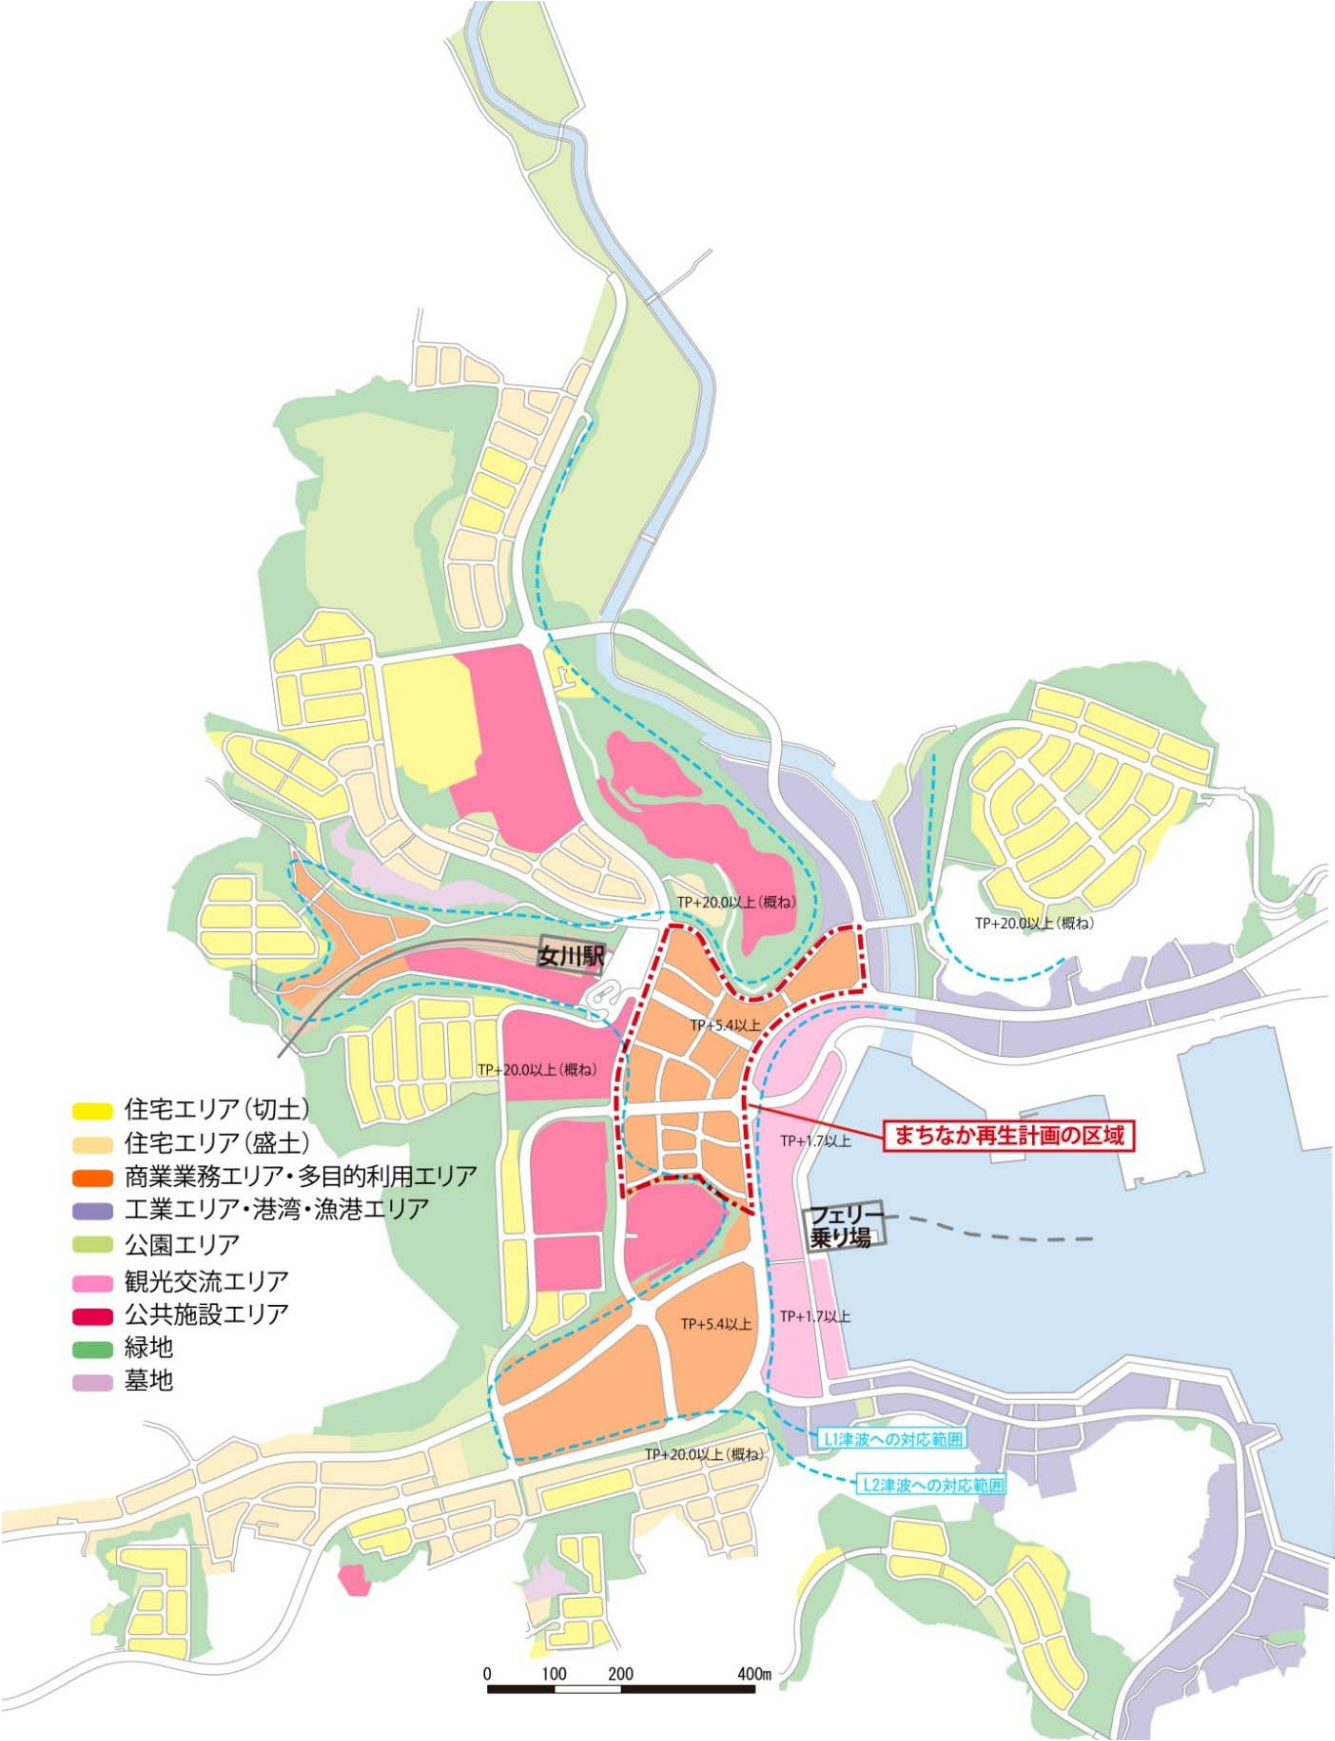 TP+20.0以上(概ね)
TP+20.0以上(概ね)
女川駅
TP+5.4以上
TP+20.0以上(概ね)
住宅エリア(切土)
住宅エリア(盛土)
商業業務エリア・多目的利用エリア
工業エリア・港湾・漁港エリア
公園エリア
観光交流エリア
公共施設エリア
緑地
墓地
まちなか再生計画の区域
TP+1.7以上
フェリー
乗り場
TP+5.4以上
TP+1.7以上
L1津波への対応範囲
TP+20.0以上(概ね)
L2津波への対応範囲
0 100 200 400m